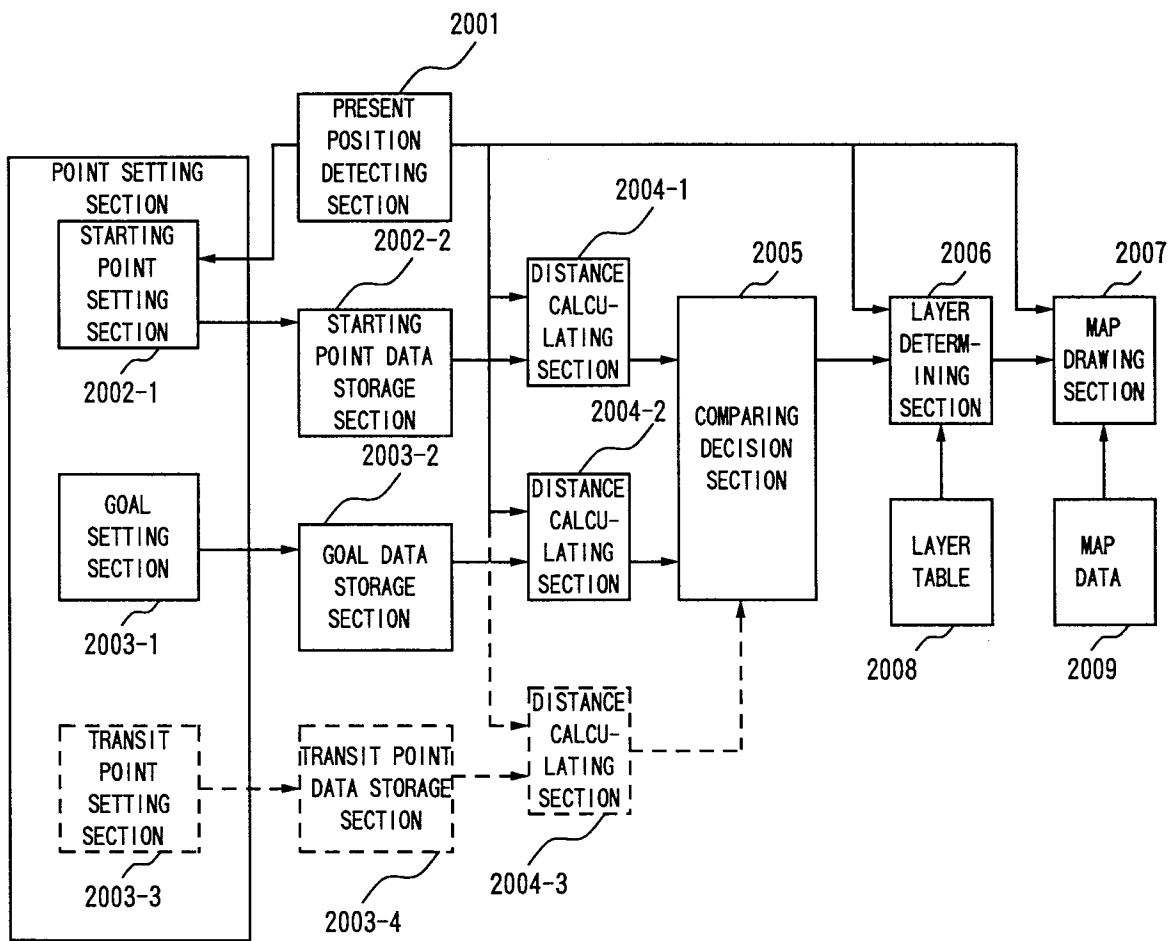 2001
PRESENT
POSITION
DETECTING
SECTION
POINT SETTING
SECTION
STARTING
POINT
SETTING
SECTION
2002-1
2002-2
STARTING
POINT DATA
STORAGE
SECTION
2004-1
DISTANCE
CALCU-
LATING
SECTION
2005
COMPARING
DECISION
SECTION
2006
LAYER
DETERM-
INING
SECTION
2007
MAP
DRAWING
SECTION
GOAL
SETTING
SECTION
2003-1
2003-2
GOAL DATA
STORAGE
SECTION
2004-2
DISTANCE
CALCU-
LATING
SECTION
LAYER
TABLE
2008
MAP
DATA
2009
TRANSIT
POINT
SETTING
SECTION
2003-3
TRANSIT POINT
DATA STORAGE
SECTION
2003-4
DISTANCE
CALCU-
LATING
SECTION
2004-3